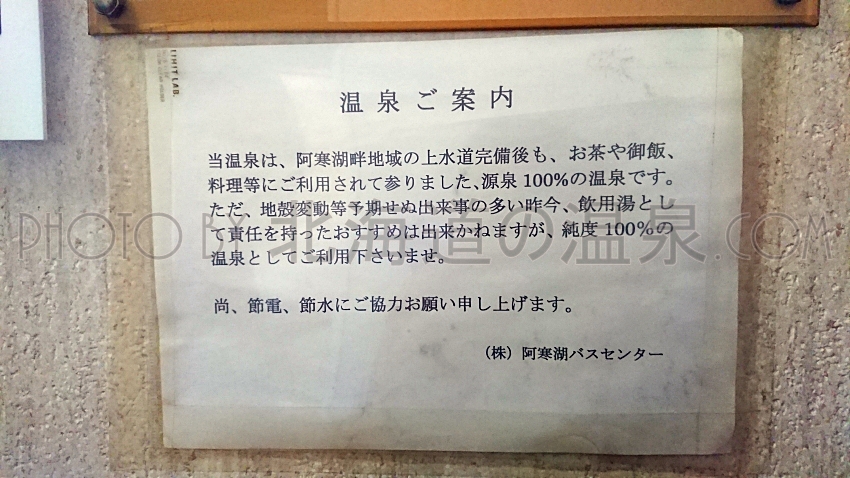 LIMIT LAB.
温泉ご案内
当温泉は、阿寒湖畔地域の上水道完備後も、お茶や御飯、
料理等にご利用されて参りました､源泉100%の温泉です。
ただ、地殻変動等予期せぬ出来事の多い昨今、飲用湯とし
て責任を持ったおすすめは出来かねますが、純度100%の
温泉としてご利用下さいませ。
尚、節電、節水にご協力お願い申し上げます。
（株）阿寒湖バスセンター
PHOTO BY 北海道の温泉.COM